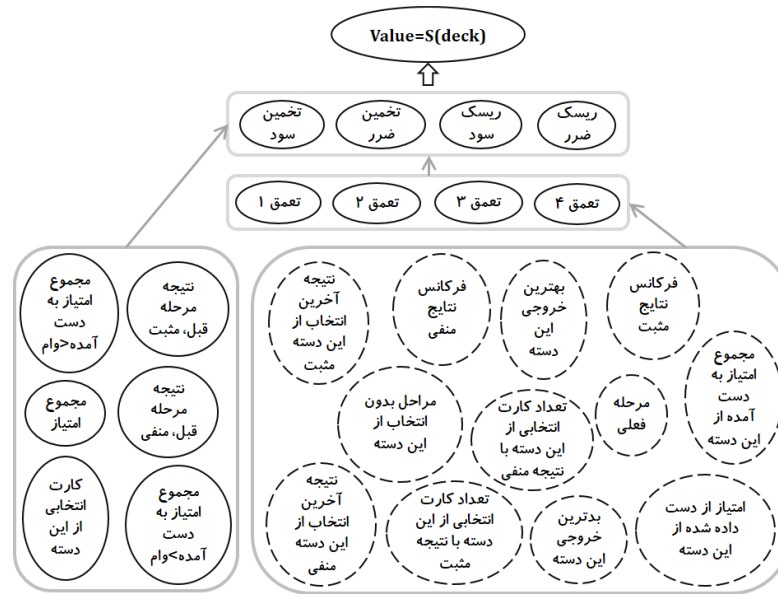 Value=S(deck)
ریسک
ضرر
ریسک
سود
تخمین
ضرر
تخمین
سود
تعمق ۴
تعمق ۳
تعمق ۲
تعمق ۱
فرکانس
نتایج
مثبت
بهترین
خروجی
این
دسته
فرکانس
نتایج
منفی
نتیجه
آخرین
انتخاب از
این دسته
مثبت
مجموع
امتیاز به
دست
آمده از
این دسته
مرحله
فعلی
تعداد کارت
انتخابی از
این دسته با
نتیجه منفی
مراحل بدون
انتخاب از
این دسته
امتیاز از دست
داده شده از
این دسته
بدترین
خروجی
این دسته
تعداد کارت
انتخابی از این
دسته با نتیجه
مثبت
نتیجه
آخرین
انتخاب از
این دسته
منفی
نتیجه
مرحله
قبل، مثبت
مجموع
امتیاز به
دست
آمده<وام
نتیجه
مرحله
قبل، منفی
مجموع
امتیاز
مجموع
امتیاز به
دست
آمده>وام
کارت
انتخابی
از این
دسته